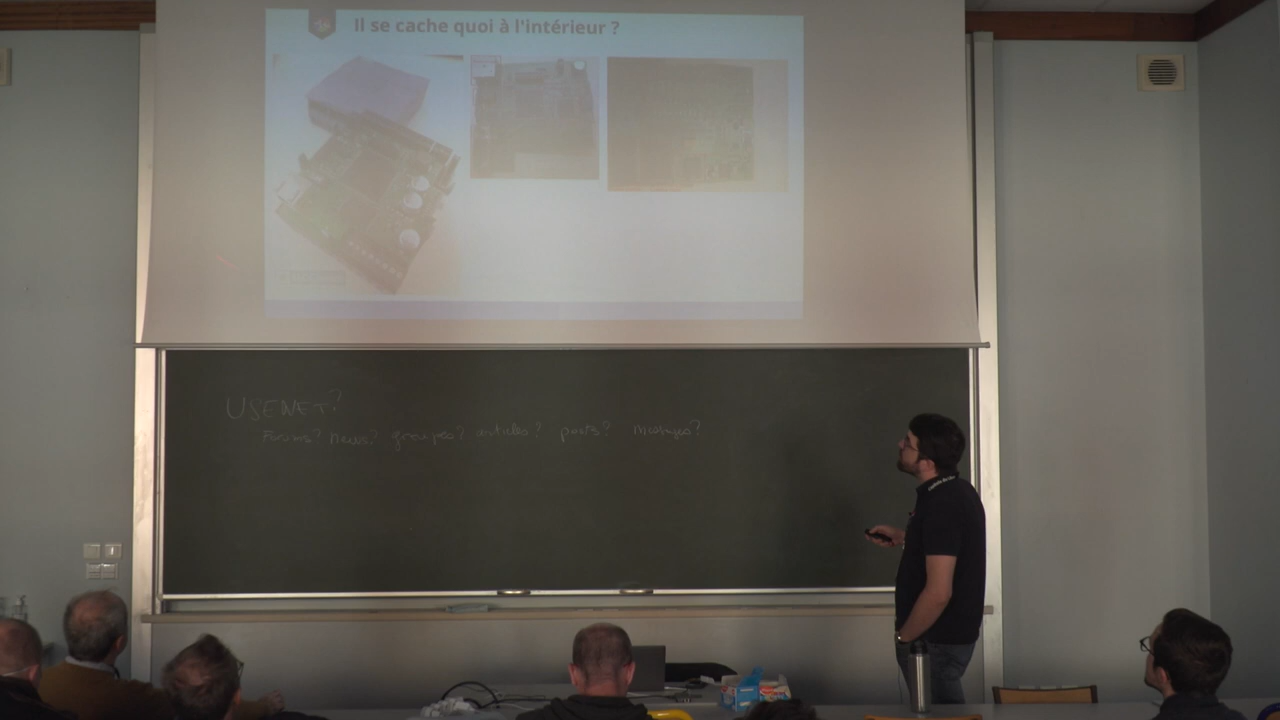 Il se cache quoi à l'intérieur ?
USENET?
Forums? News? groupes? articles? posts? Messages?